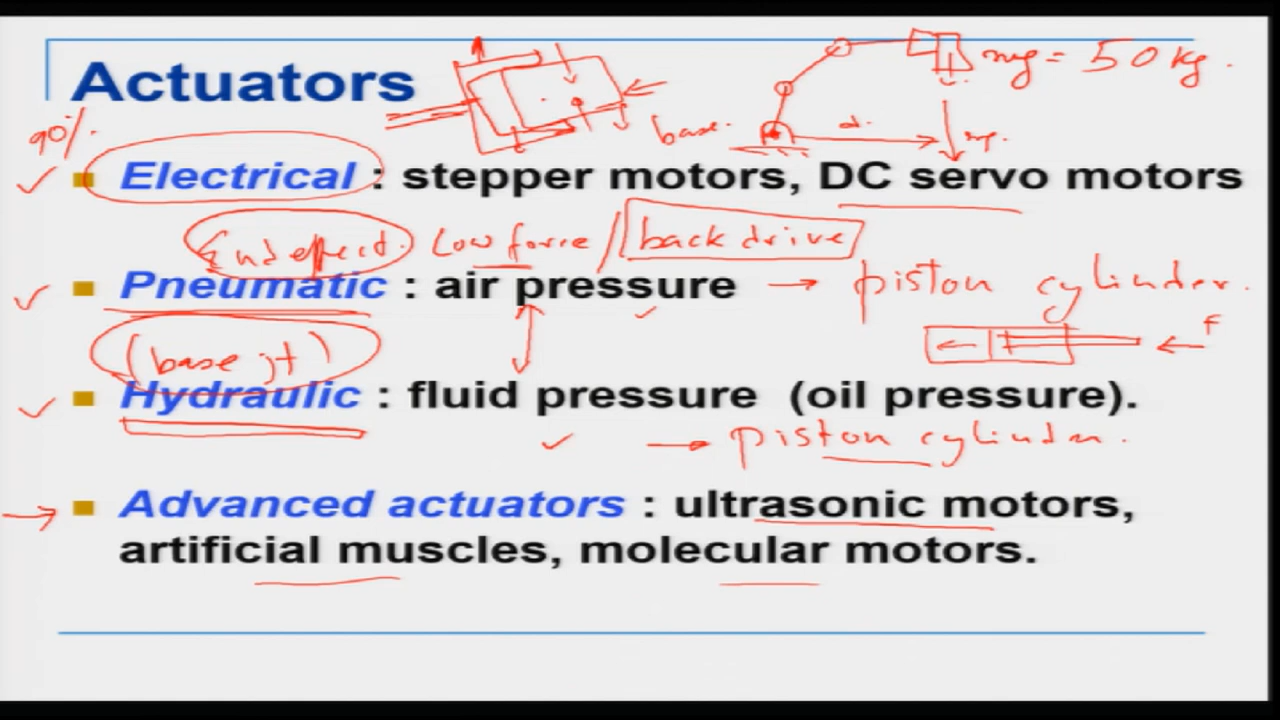 Actuators
mg = 50 kg.
base.
d.
mg.
90%.
Electrical : stepper motors, DC servo motors
End effect. Low force / back drive
Pneumatic : air pressure → piston cylinder.
F
(base jt)
Hydraulic : fluid pressure (oil pressure).
→ piston cylinder.
Advanced actuators : ultrasonic motors,
artificial muscles, molecular motors.